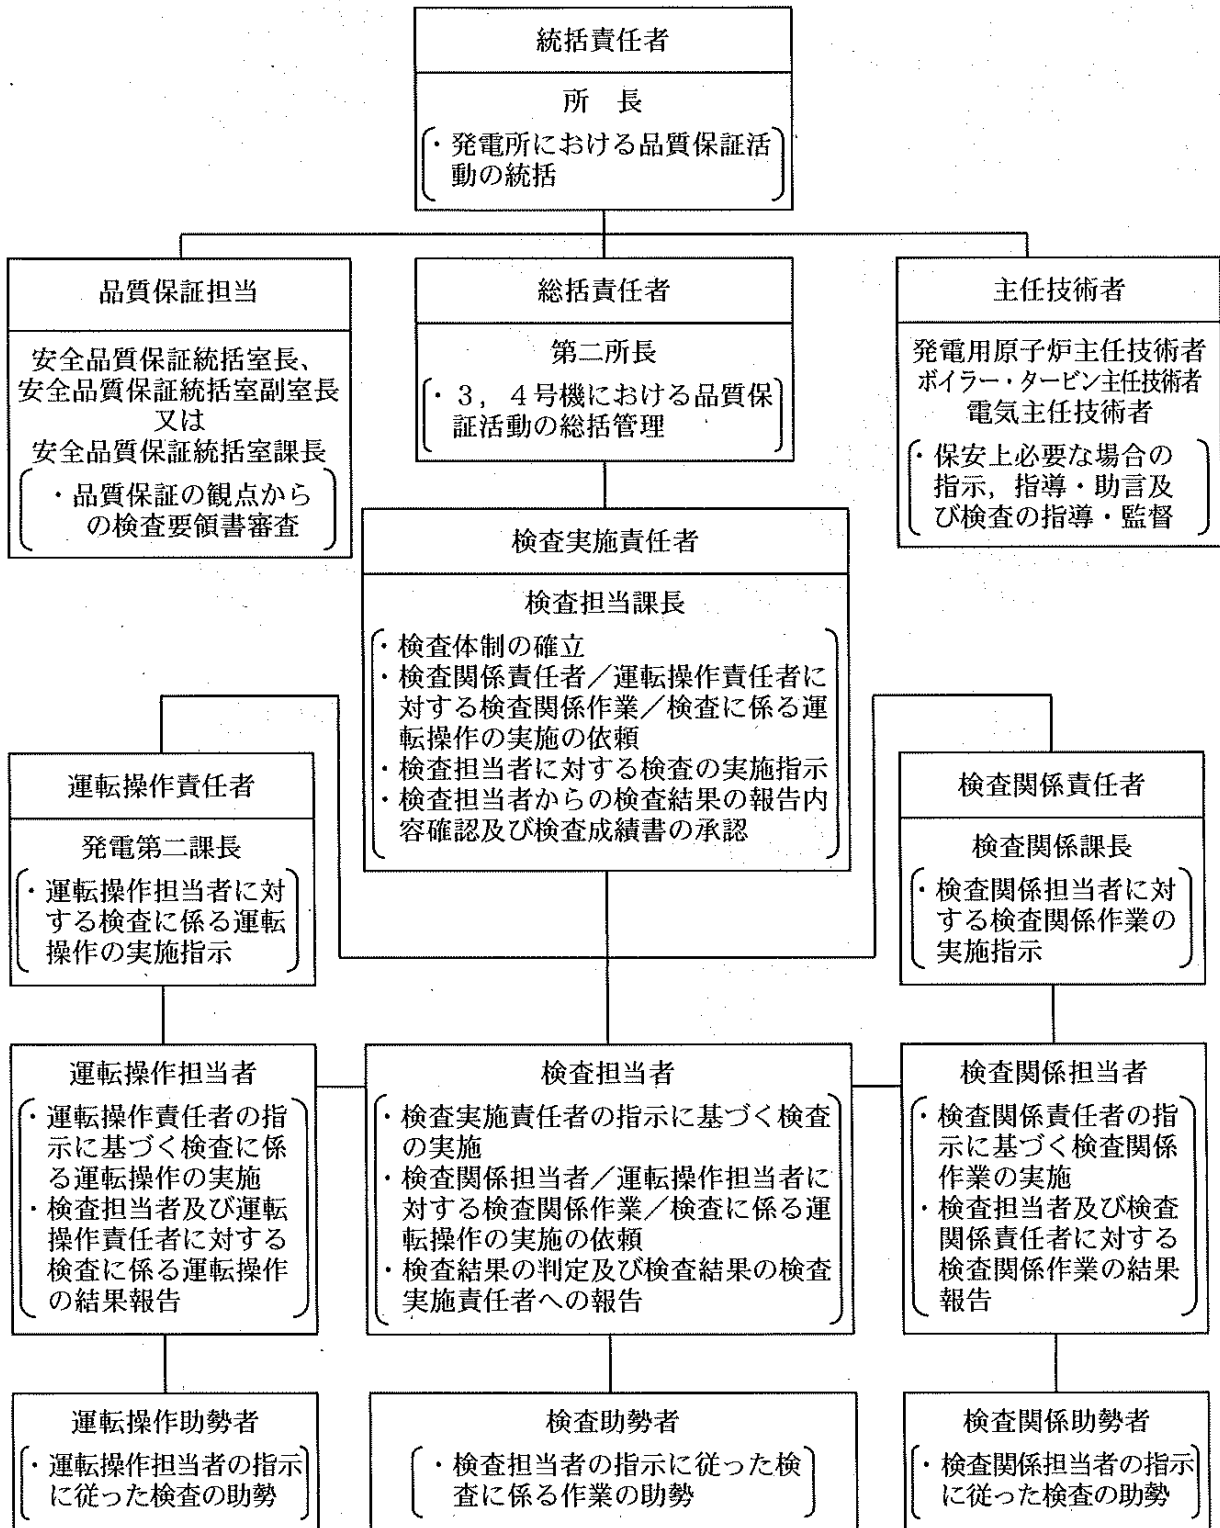 統括責任者
所　長
・発電所における品質保証活
動の統括
品質保証担当
安全品質保証統括室長、
安全品質保証統括室副室長
又は
安全品質保証統括室課長
・品質保証の観点から
の検査要領書審査
総括責任者
第二所長
・３，４号機における品質保
証活動の総括管理
主任技術者
発電用原子炉主任技術者
ボイラー・タービン主任技術者
電気主任技術者
・保安上必要な場合の
指示，指導・助言及
び検査の指導・監督
検査実施責任者
検査担当課長
・検査体制の確立
・検査関係責任者／運転操作責任者に
対する検査関係作業／検査に係る運
転操作の実施の依頼
・検査担当者に対する検査の実施指示
・検査担当者からの検査結果の報告内
容確認及び検査成績書の承認
運転操作責任者
発電第二課長
・運転操作担当者に対
する検査に係る運転
操作の実施指示
検査関係責任者
検査関係課長
・検査関係担当者に対
する検査関係作業の
実施指示
運転操作担当者
・運転操作責任者の指
示に基づく検査に係
る運転操作の実施
・検査担当者及び運転
操作責任者に対する
検査に係る運転操作
の結果報告
検査担当者
・検査実施責任者の指示に基づく検査
の実施
・検査関係担当者／運転操作担当者に
対する検査関係作業／検査に係る運
転操作の実施の依頼
・検査結果の判定及び検査結果の検査
実施責任者への報告
検査関係担当者
・検査関係責任者の指
示に基づく検査関係
作業の実施
・検査担当者及び検査
関係責任者に対する
検査関係作業の結果
報告
運転操作助勢者
・運転操作担当者の指示
に従った検査の助勢
検査助勢者
・検査担当者の指示に従った検
査に係る作業の助勢
検査関係助勢者
・検査関係担当者の指示
に従った検査の助勢